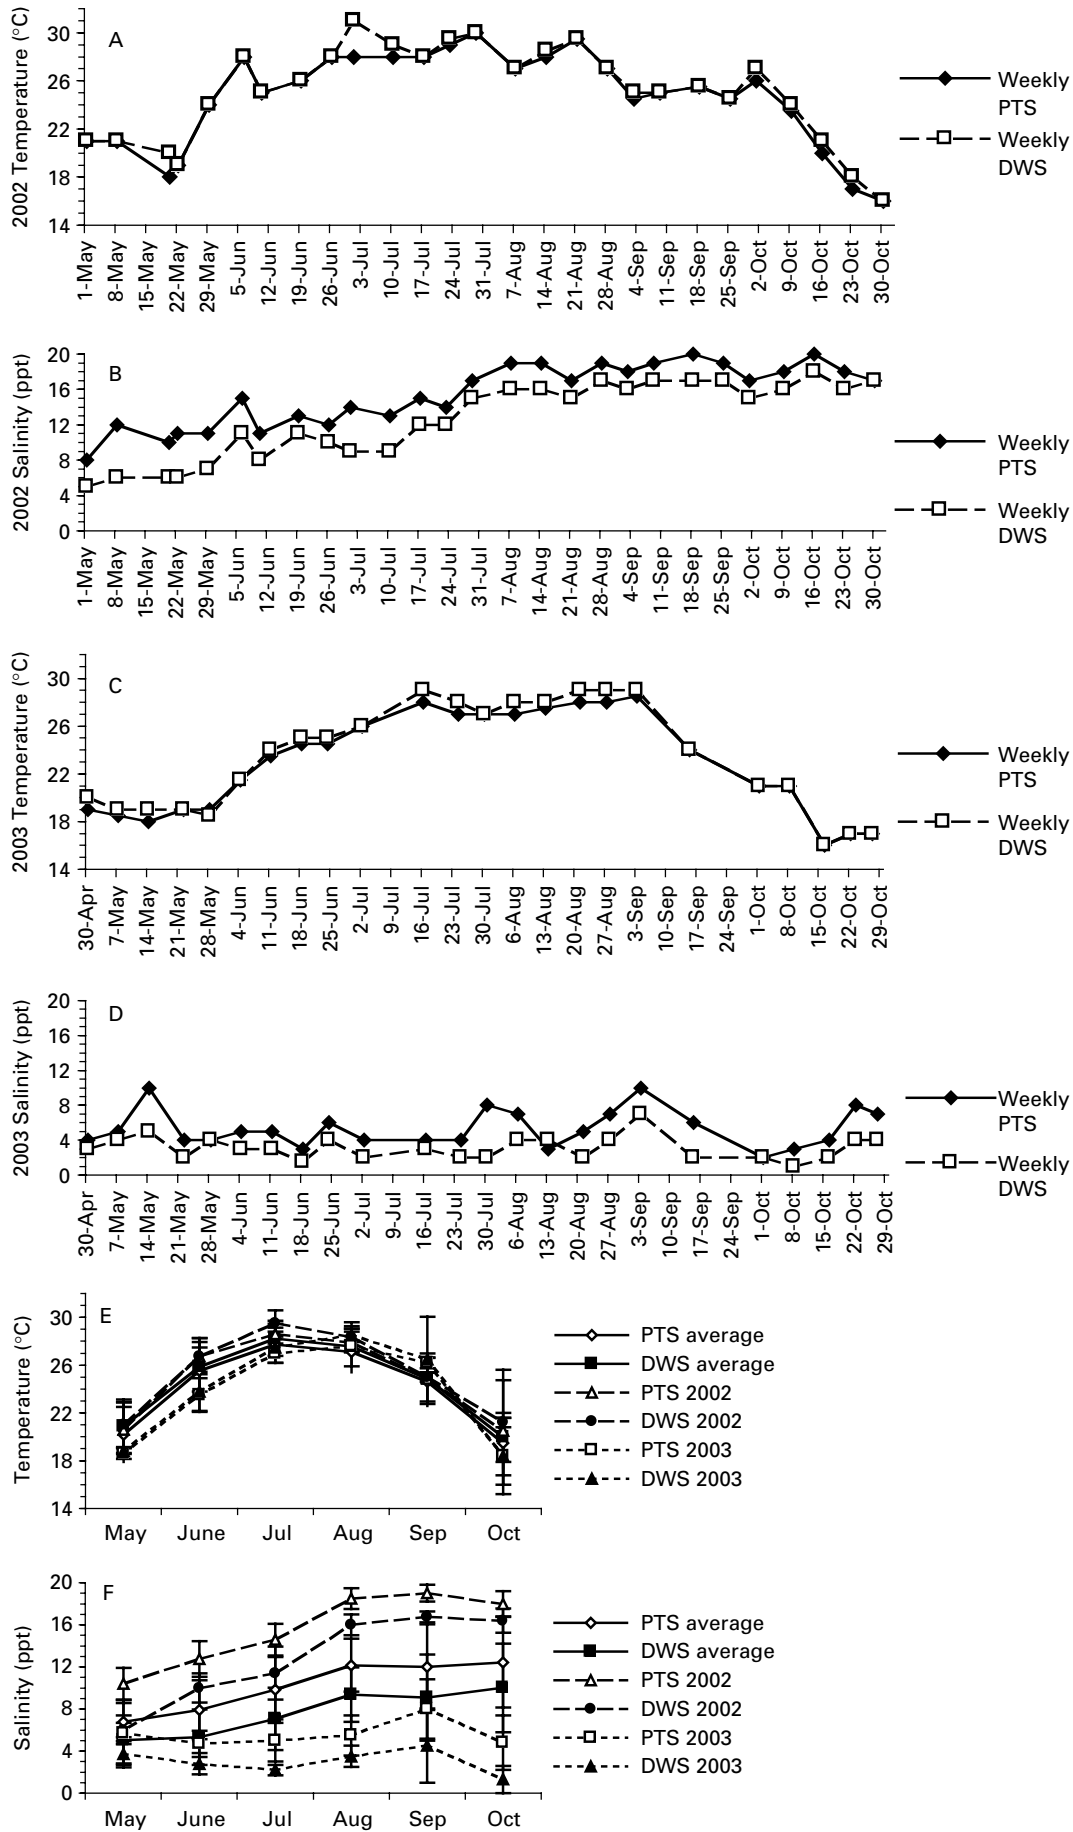 2002 Temperature (°C)
A
30
26
22
18
14
1-May
8-May
15-May
22-May
29-May
5-Jun
12-Jun
19-Jun
26-Jun
3-Jul
10-Jul
17-Jul
24-Jul
31-Jul
7-Aug
14-Aug
21-Aug
28-Aug
4-Sep
11-Sep
18-Sep
25-Sep
2-Oct
9-Oct
16-Oct
23-Oct
30-Oct
Weekly
PTS
Weekly
DWS
2002 Salinity (ppt)
B
20
16
12
8
4
0
1-May
8-May
15-May
22-May
29-May
5-Jun
12-Jun
19-Jun
26-Jun
3-Jul
10-Jul
17-Jul
24-Jul
31-Jul
7-Aug
14-Aug
21-Aug
28-Aug
4-Sep
11-Sep
18-Sep
25-Sep
2-Oct
9-Oct
16-Oct
23-Oct
30-Oct
Weekly
PTS
Weekly
DWS
2003 Temperature (°C)
C
30
26
22
18
14
30-Apr
7-May
14-May
21-May
28-May
4-Jun
11-Jun
18-Jun
25-Jun
2-Jul
9-Jul
16-Jul
23-Jul
30-Jul
6-Aug
13-Aug
20-Aug
27-Aug
3-Sep
10-Sep
17-Sep
24-Sep
1-Oct
8-Oct
15-Oct
22-Oct
29-Oct
Weekly
PTS
Weekly
DWS
2003 Salinity (ppt)
D
20
16
12
8
4
0
30-Apr
7-May
14-May
21-May
28-May
4-Jun
11-Jun
18-Jun
25-Jun
2-Jul
9-Jul
16-Jul
23-Jul
30-Jul
6-Aug
13-Aug
20-Aug
27-Aug
3-Sep
10-Sep
17-Sep
24-Sep
1-Oct
8-Oct
15-Oct
22-Oct
29-Oct
Weekly
PTS
Weekly
DWS
Temperature (°C)
E
30
26
22
18
14
May June Jul Aug Sep Oct
PTS average
DWS average
PTS 2002
DWS 2002
PTS 2003
DWS 2003
Salinity (ppt)
F
20
16
12
8
4
0
May June Jul Aug Sep Oct
PTS average
DWS average
PTS 2002
DWS 2002
PTS 2003
DWS 2003